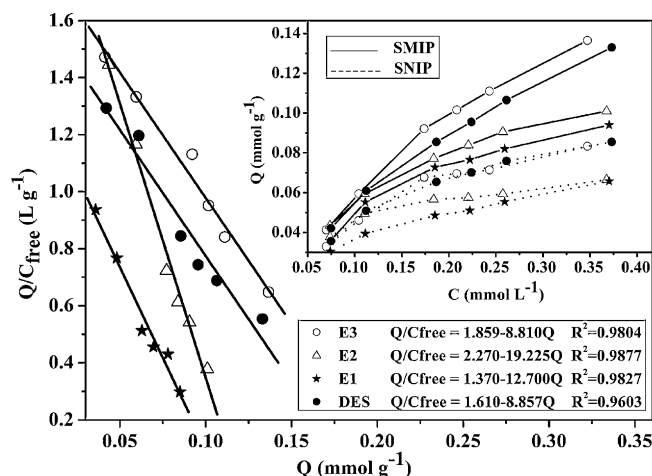 1.6
1.4
1.2
1.0
0.8
0.6
0.4
0.2
Q/Cfree (L g-1)
0.05 0.10 0.15 0.20 0.25 0.30 0.35
Q (mmol g-1)
0.14
0.12
0.10
0.08
0.06
0.04
Q (mmol g-1)
SMIP
SNIP
0.05 0.10 0.15 0.20 0.25 0.30 0.35 0.40
C (mmol L-1)
E3 Q/Cfree = 1.859-8.810Q R2=0.9804
E2 Q/Cfree = 2.270-19.225Q R2=0.9877
E1 Q/Cfree = 1.370-12.700Q R2=0.9827
DES Q/Cfree = 1.610-8.857Q R2=0.9603